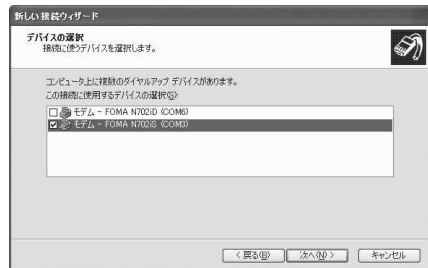 新しい接続ウィザード
デバイスの選択
接続に使うデバイスを選択します。
コンピュータ上に複数のダイヤルアップ デバイスがあります。
この接続に使用するデバイスの選択(S):
モデム - FOMA N702iD (COM6)
モデム - FOMA N702iS (COM3)
< 戻る(B)
次へ(N) >
キャンセル